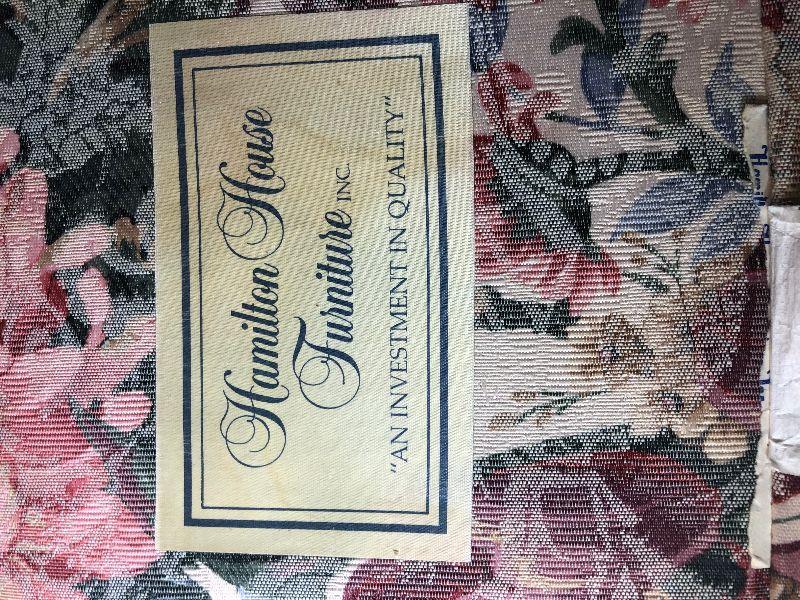 Hamilton House
Furniture INC.
"AN INVESTMENT IN QUALITY"